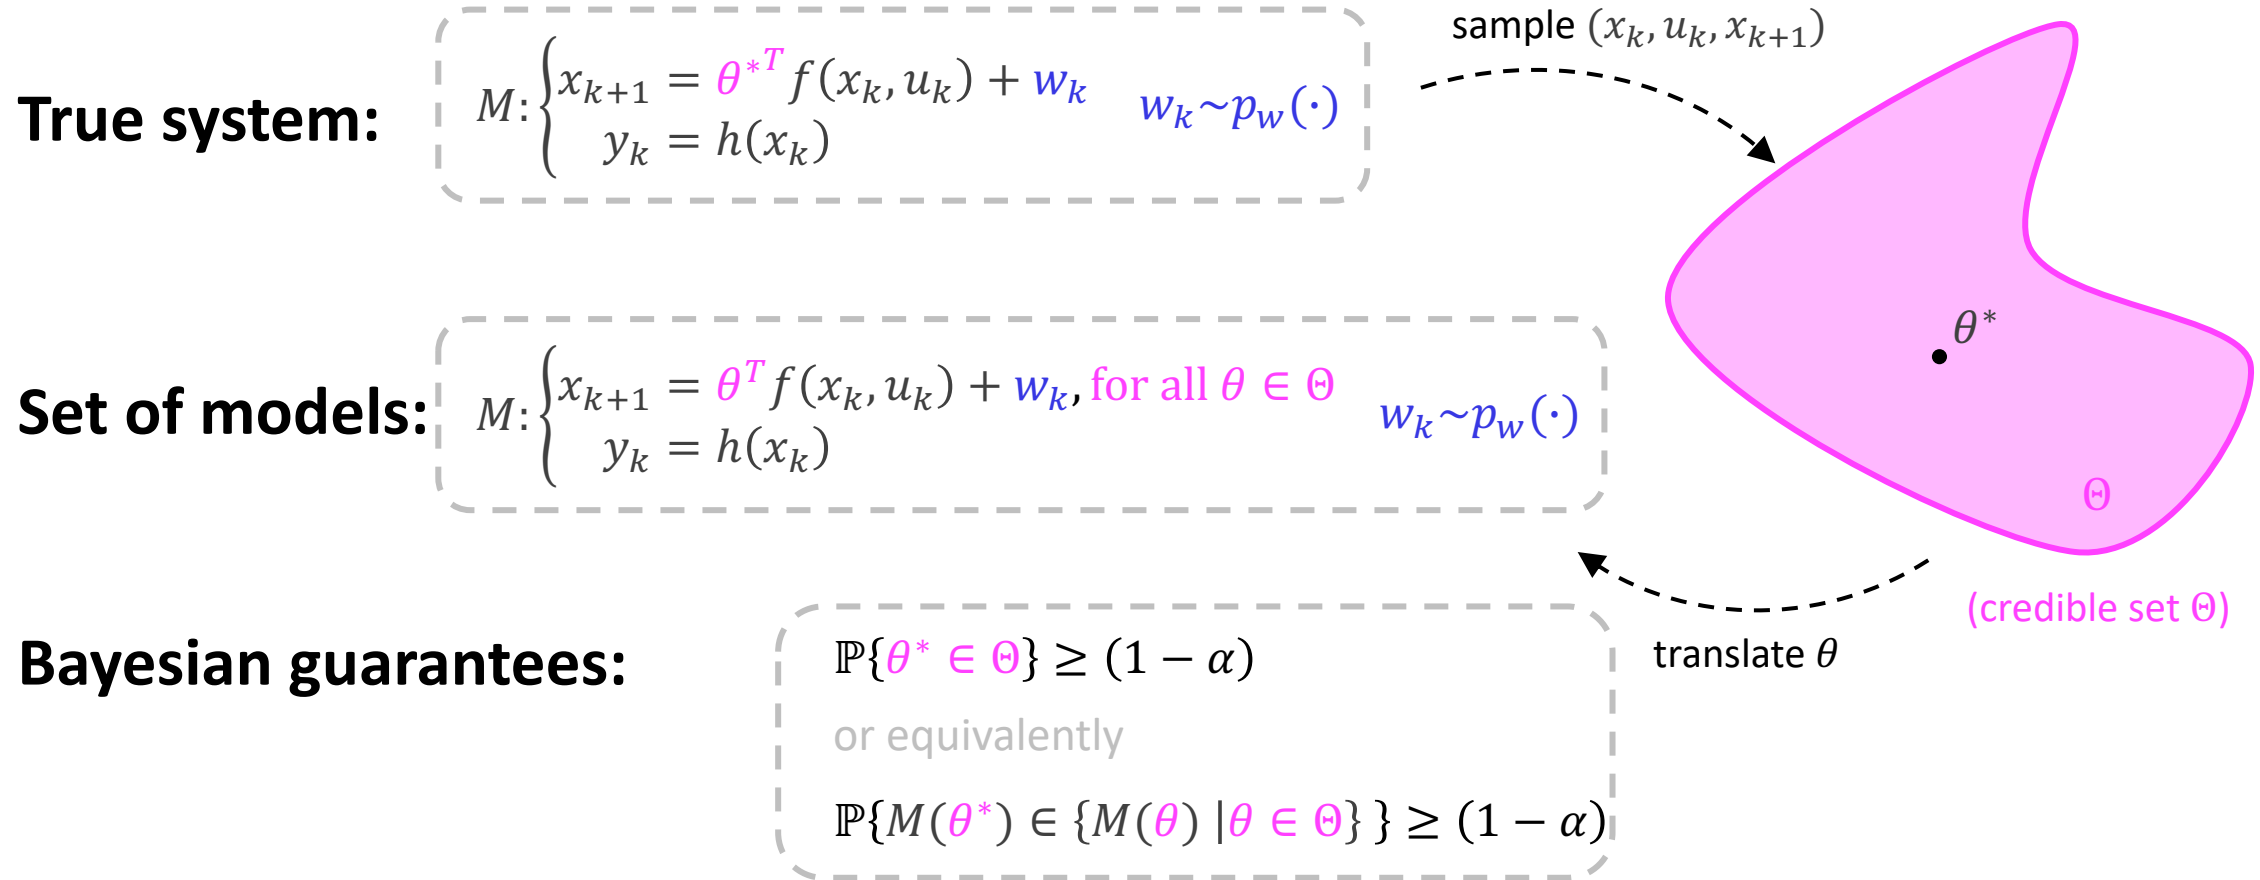 sample (x_k, u_k, x_{k+1})
True system:
M: { x_{k+1} = θ*^T f(x_k, u_k) + w_k
y_k = h(x_k)
w_k~p_w(·)
θ*
Set of models:
M: { x_{k+1} = θ^T f(x_k, u_k) + w_k, for all θ ∈ Θ
y_k = h(x_k)
w_k~p_w(·)
Θ
(credible set Θ)
translate θ
Bayesian guarantees:
ℙ{θ* ∈ Θ} ≥ (1 − α)
or equivalently
ℙ{M(θ*) ∈ {M(θ) |θ ∈ Θ} } ≥ (1 − α)